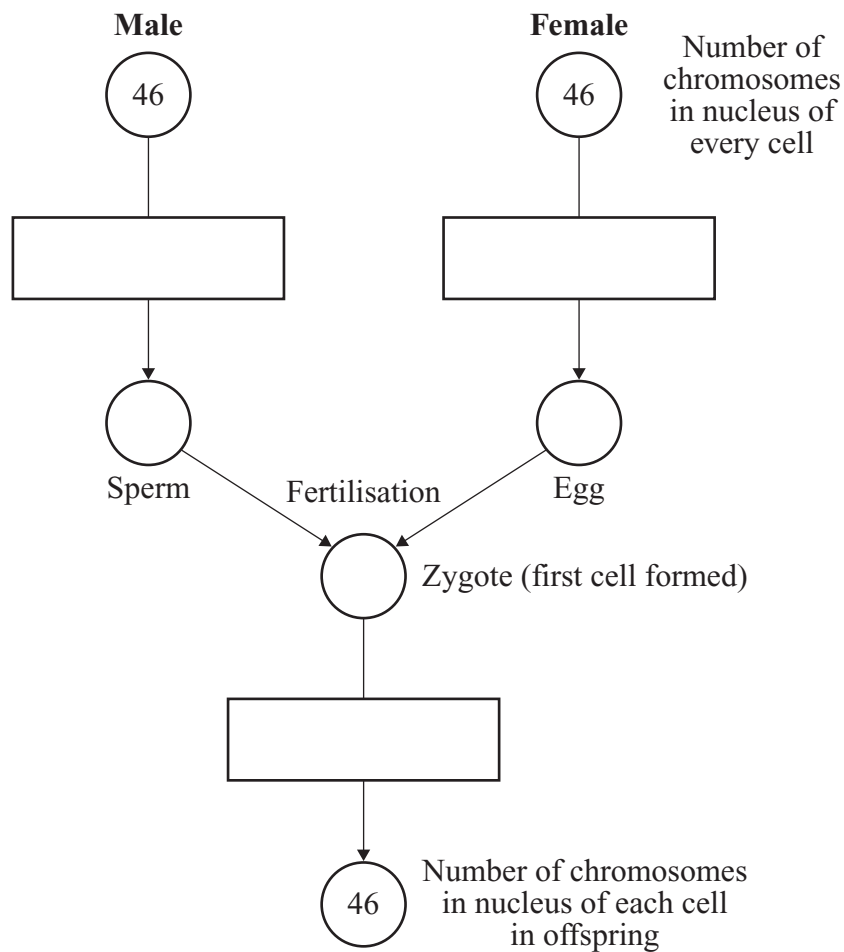 Male
Female
Number of
chromosomes
in nucleus of
every cell
46
46
Sperm
Fertilisation
Egg
Zygote (first cell formed)
46
Number of chromosomes
in nucleus of each cell
in offspring